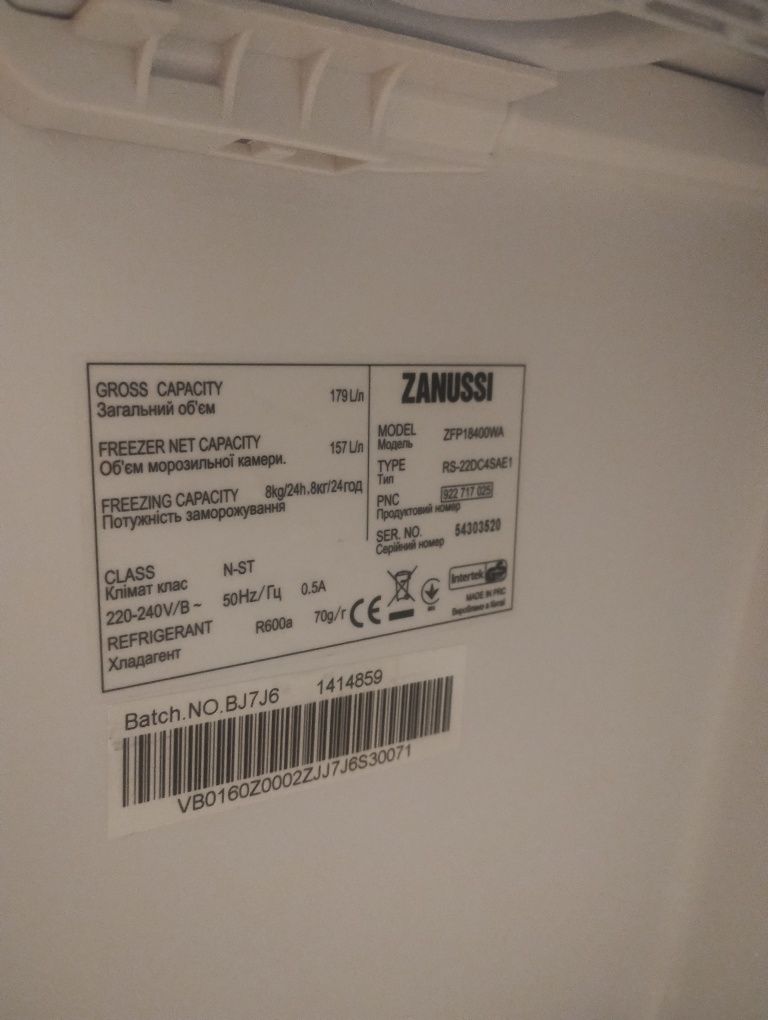 GROSS CAPACITY 179 L/л
Загальний об'єм
FREEZER NET CAPACITY 157 L/л
Об'єм морозильної камери.
FREEZING CAPACITY 8kg/24h.8кг/24год
Потужність заморожування
CLASS N-ST
Клімат клас
220-240V/В ~ 50Hz/Гц 0.5A
REFRIGERANT R600a 70g/г
Хладагент
ZANUSSI
MODEL ZFP18400WA
Модель
TYPE RS-22DC4SAE1
Тип
PNC 922 717 025
Продуктовий номер
SER. NO. 54303520
Серійний номер
CE
Intertek GS
MADE IN PRC
Вироблено в Китаї
Batch.NO.BJ7J6 1414859
VB0160Z0002ZJJ7J6S30071